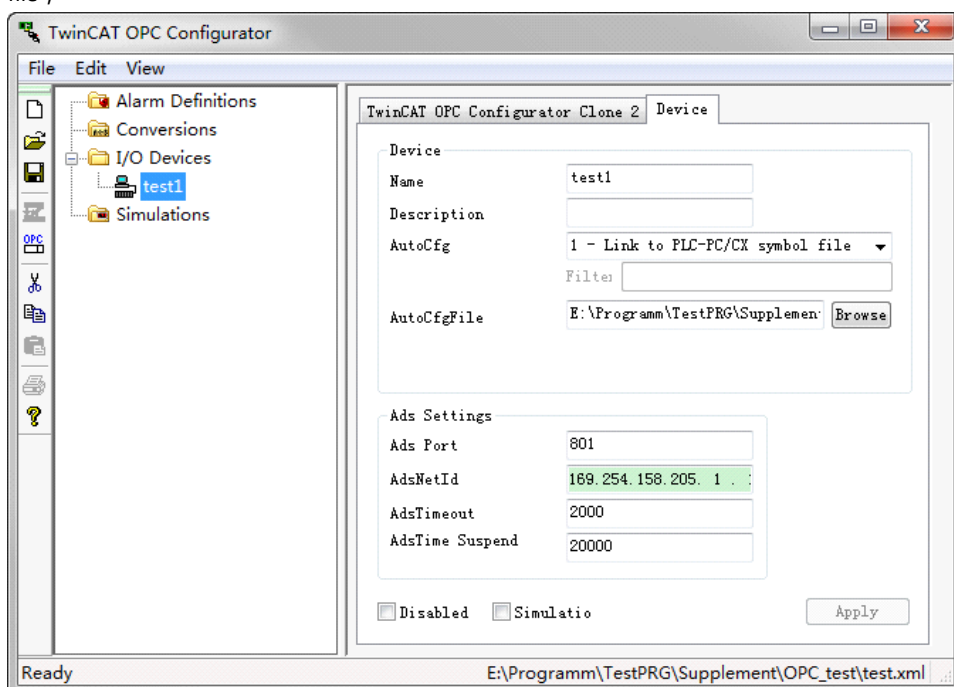 TwinCAT OPC Configurator
File Edit View
Alarm Definitions
Conversions
I/O Devices
test1
Simulations
OPC
TwinCAT OPC Configurator Clone 2 Device
Device
Name test1
Description
AutoCfg 1 - Link to PLC-PC/CX symbol file
Filter
AutoCfgFile E:\Programm\TestPRG\Supplemen Browse
Ads Settings
Ads Port 801
AdsNetId 169.254.158.205. 1 .
AdsTimeout 2000
AdsTime Suspend 20000
Disabled Simulatio Apply
Ready E:\Programm\TestPRG\Supplement\OPC_test\test.xml